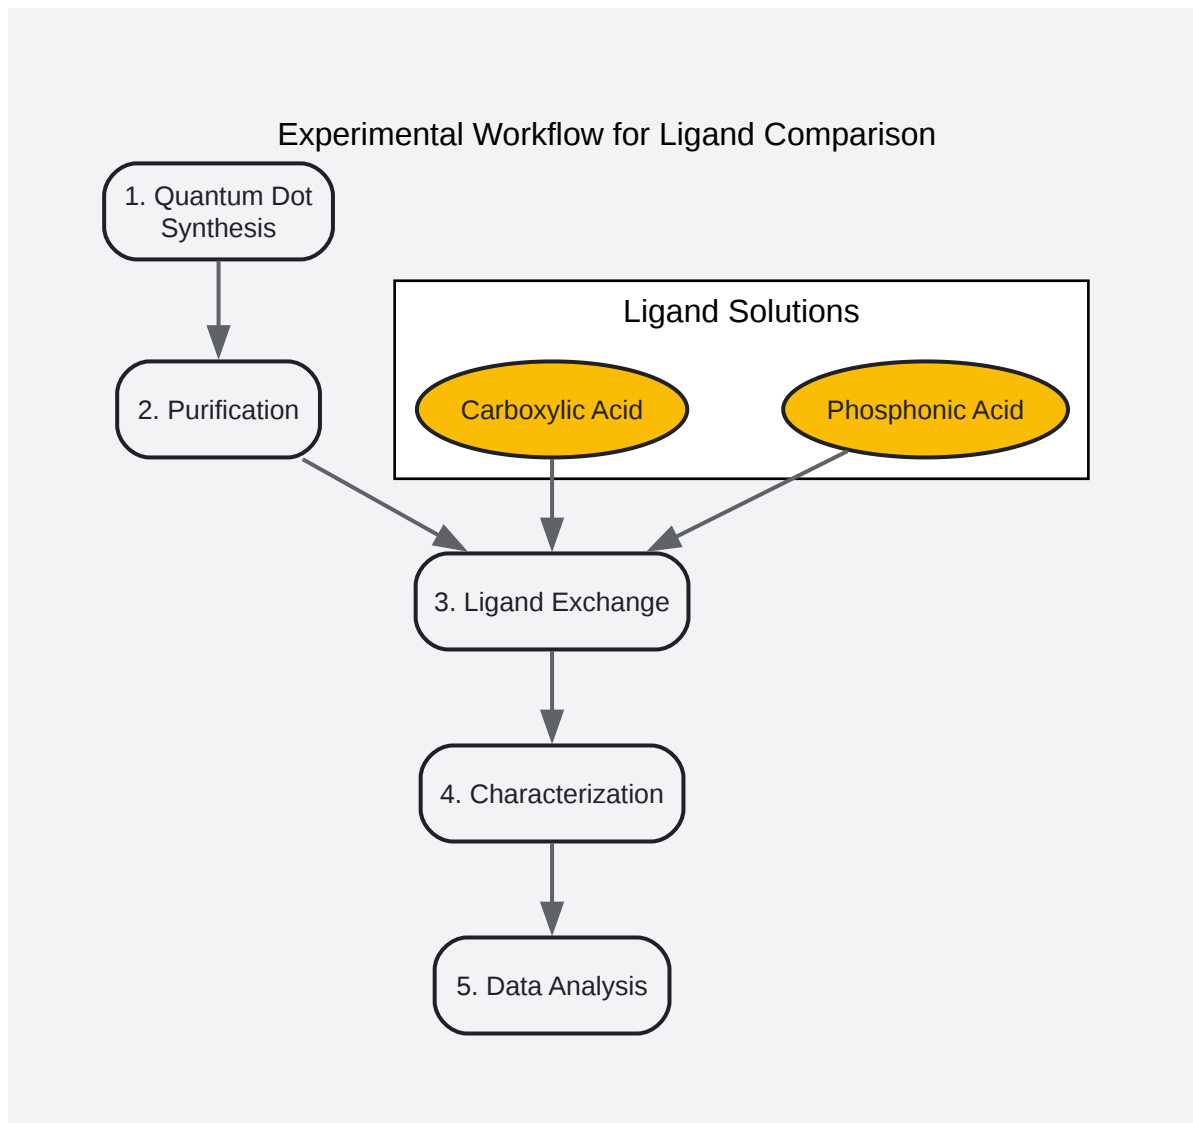 Experimental Workflow for Ligand Comparison
1. Quantum Dot
Synthesis
Ligand Solutions
2. Purification
Carboxylic Acid
Phosphonic Acid
3. Ligand Exchange
4. Characterization
5. Data Analysis